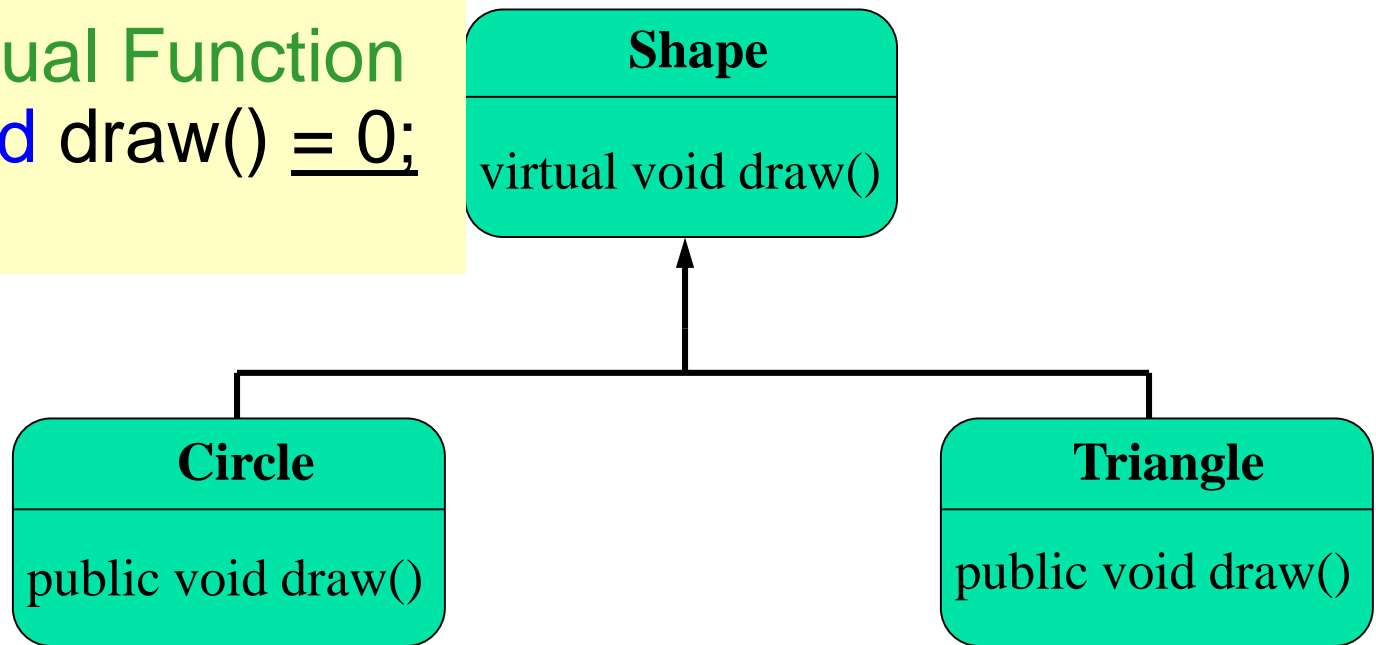 ual Function
d draw() = 0;
Shape
virtual void draw()
Circle
public void draw()
Triangle
public void draw()